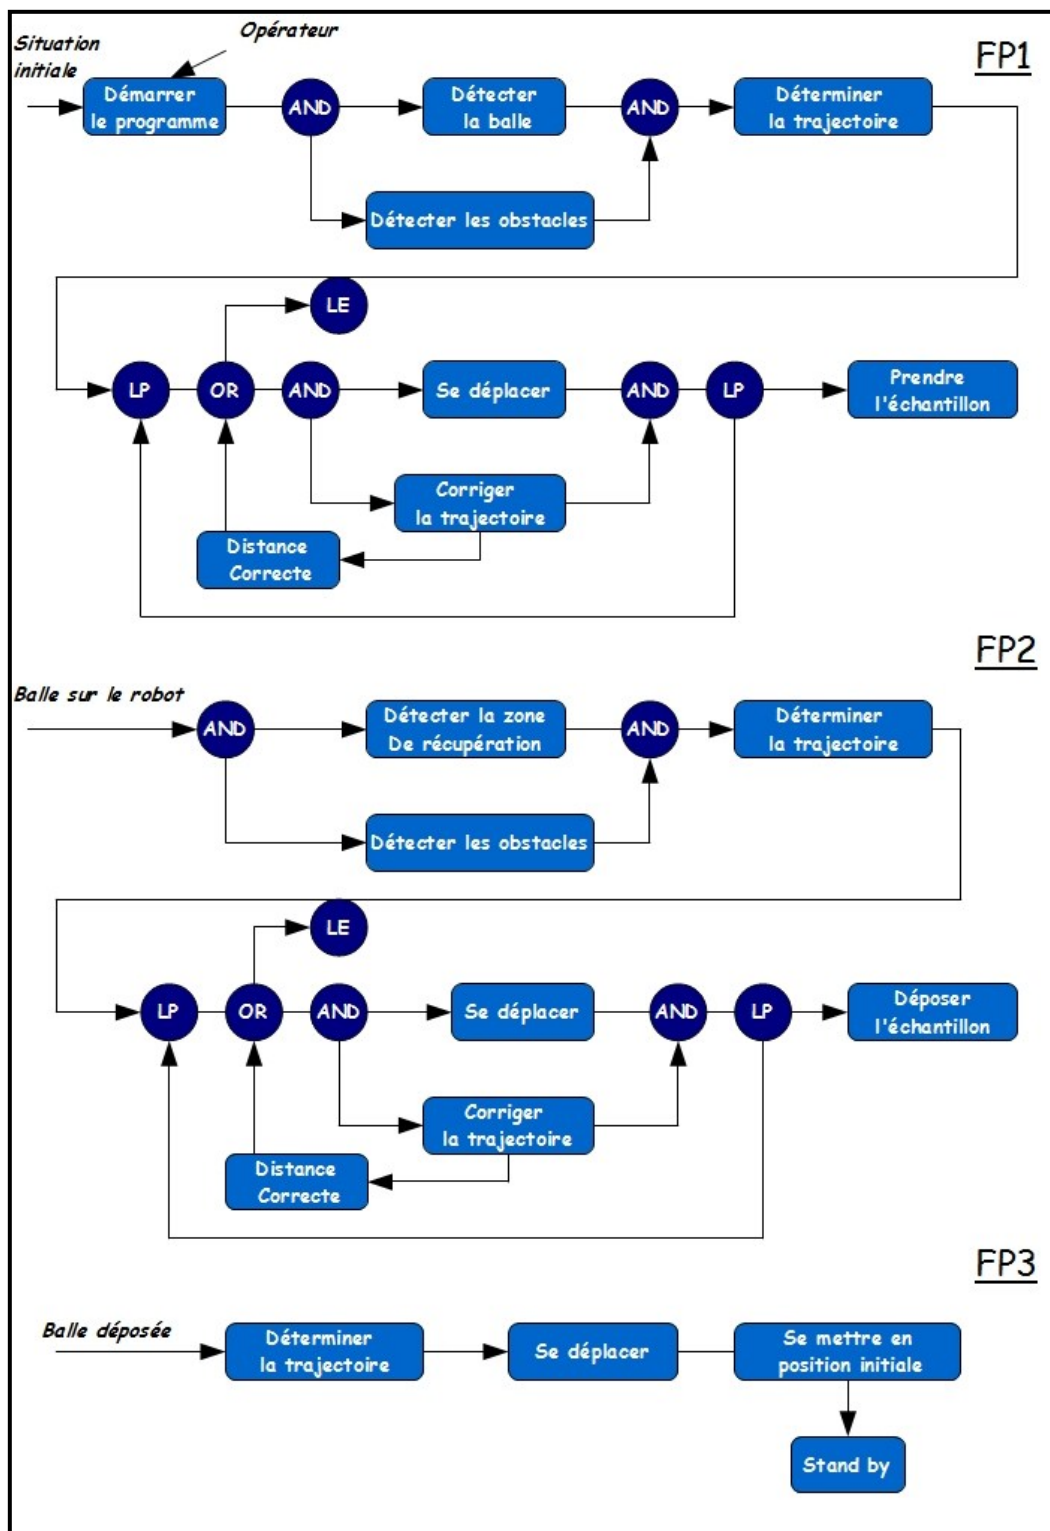 Opérateur
Situation
initiale
FP1
Démarrer
le programme
AND
Détecter
la balle
AND
Déterminer
la trajectoire
Détecter les obstacles
LE
LP
OR
AND
Se déplacer
AND
LP
Prendre
l'échantillon
Corriger
la trajectoire
Distance
Correcte
FP2
Balle sur le robot
AND
Détecter la zone
De récupération
AND
Déterminer
la trajectoire
Détecter les obstacles
LE
LP
OR
AND
Se déplacer
AND
LP
Déposer
l'échantillon
Corriger
la trajectoire
Distance
Correcte
FP3
Balle déposée
Déterminer
la trajectoire
Se déplacer
Se mettre en
position initiale
Stand by